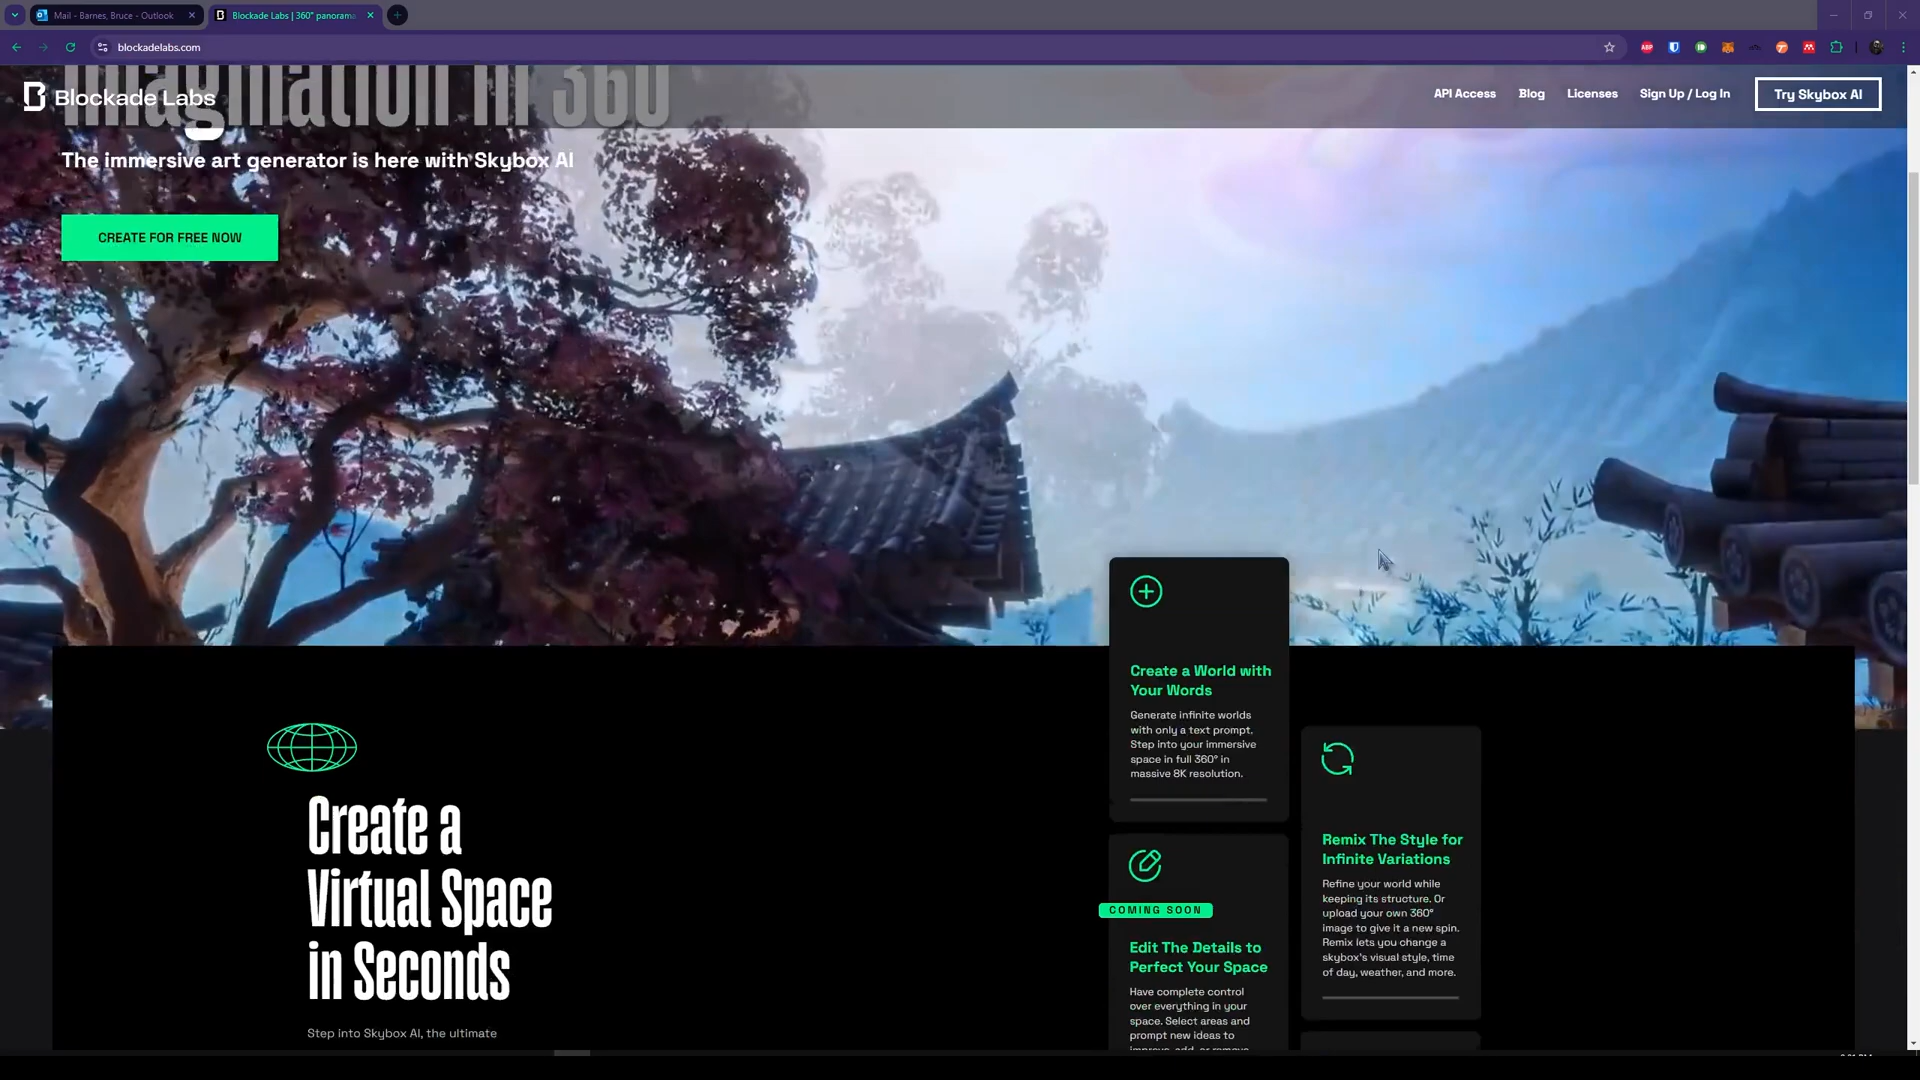 Mail - Barnes, Bruce - Outlook
Blockade Labs | 360° panorama
blockadelabs.com
Imagination in 360°
Blockade Labs
API Access
Blog
Licenses
Sign Up / Log In
Try Skybox AI
The immersive art generator is here with Skybox AI
CREATE FOR FREE NOW
Create a World with
Your Words
Generate infinite worlds
with only a text prompt.
Step into your immersive
space in full 360° in
massive 8K resolution.
Remix The Style for
Infinite Variations
Refine your world while
keeping its structure. Or
upload your own 360°
image to give it a new spin.
Remix lets you change a
skybox's visual style, time
of day, weather, and more.
COMING SOON
Edit The Details to
Perfect Your Space
Have complete control
over everything in your
space. Select areas and
prompt new ideas to
Create a
Virtual Space
in Seconds
Step into Skybox AI, the ultimate